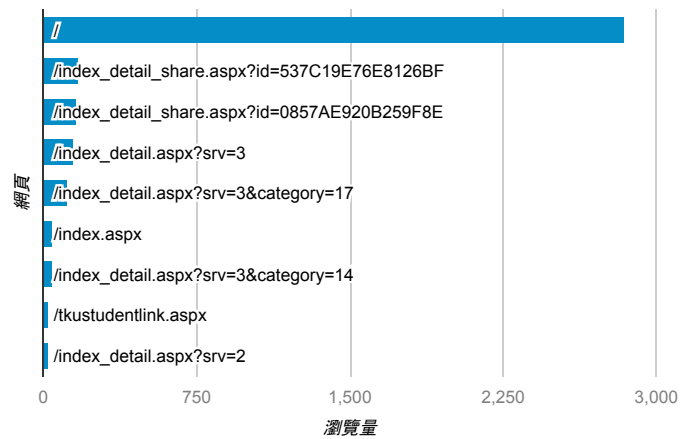 /
/index_detail_share.aspx?id=537C19E76E8126BF
/index_detail_share.aspx?id=0857AE920B259F8E
/index_detail.aspx?srv=3
/index_detail.aspx?srv=3&category=17
/index.aspx
/index_detail.aspx?srv=3&category=14
/tkustudentlink.aspx
/index_detail.aspx?srv=2
網頁
0 750 1,500 2,250 3,000
瀏覽量